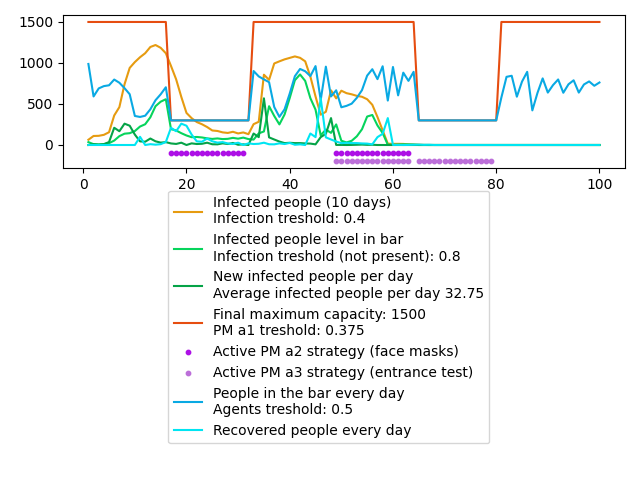 1500
1000
500
0
0 20 40 60 80 100
Infected people (10 days)
Infection treshold: 0.4
Infected people level in bar
Infection treshold (not present): 0.8
New infected people per day
Average infected people per day 32.75
Final maximum capacity: 1500
PM a1 treshold: 0.375
Active PM a2 strategy (face masks)
Active PM a3 strategy (entrance test)
People in the bar every day
Agents treshold: 0.5
Recovered people every day